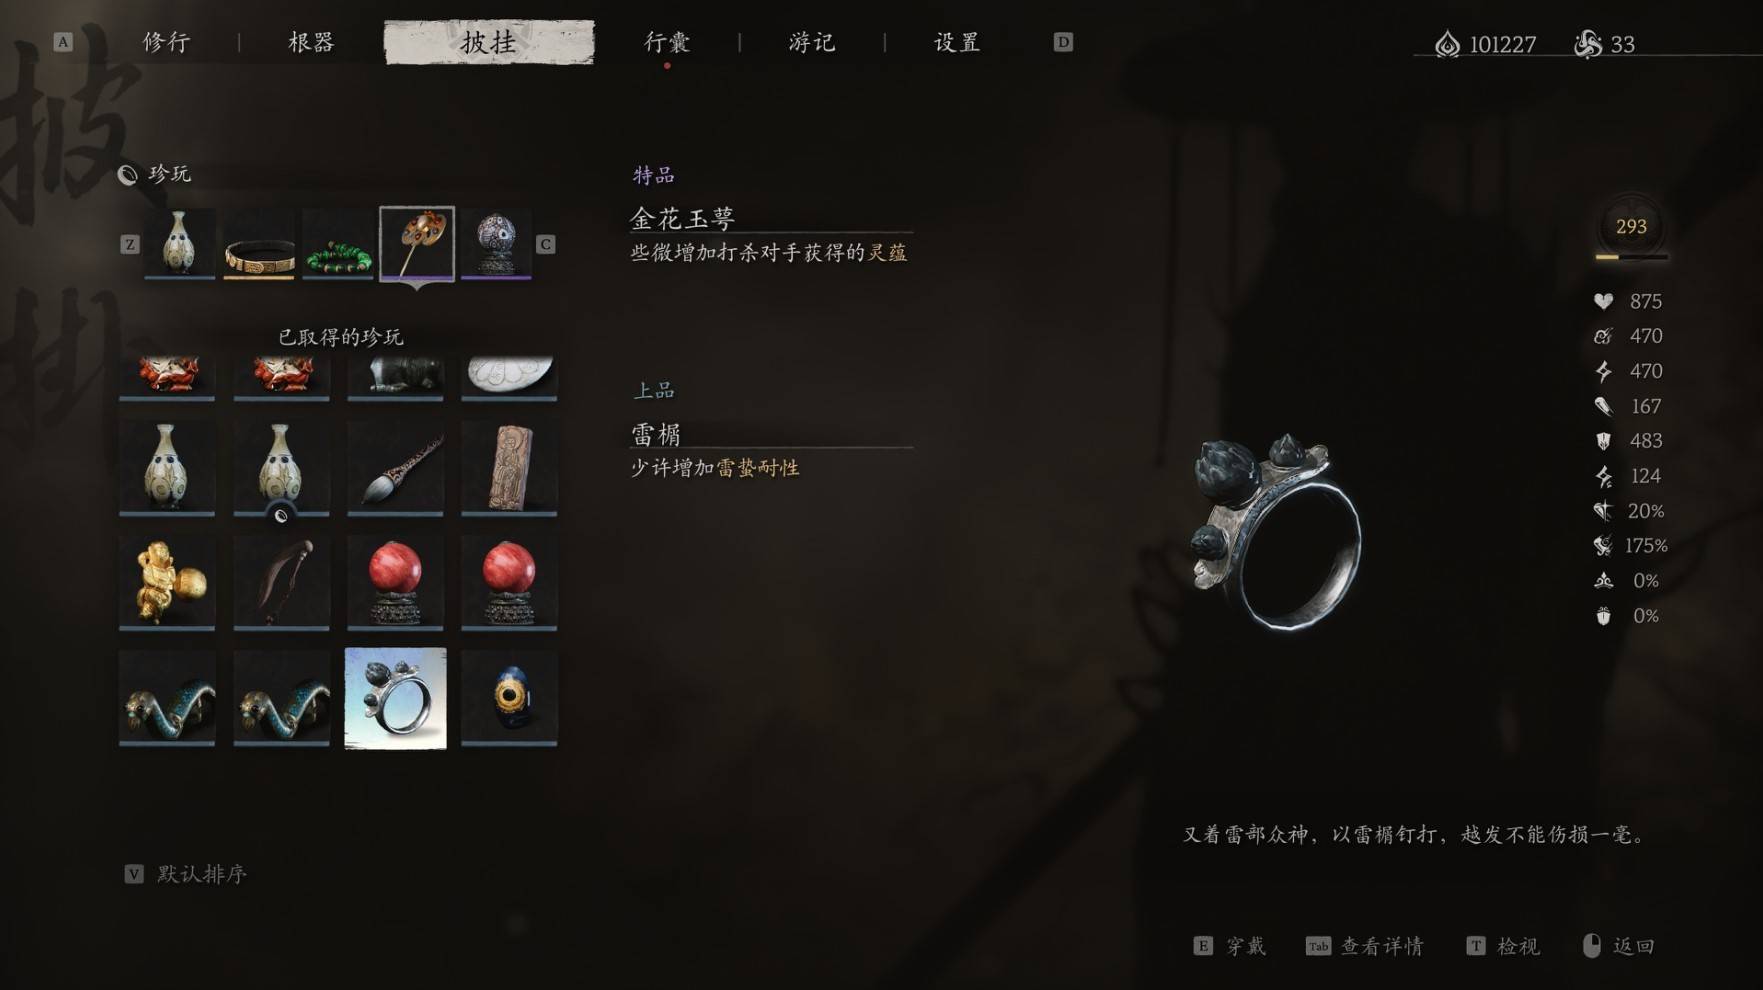 A 修行 根器 披挂 行囊 游记 设置 D
101227 33
披挂
珍玩
Z C
已取得的珍玩
V 默认排序
特品
金花玉萼
些微增加打杀对手获得的灵蕴
上品
雷楬
少许增加雷蛰耐性
293
875
470
470
167
483
124
20%
175%
0%
0%
又着雷部众神，以雷楬钉打，越发不能伤损一毫。
E 穿戴 Tab 查看详情 T 检视 返回